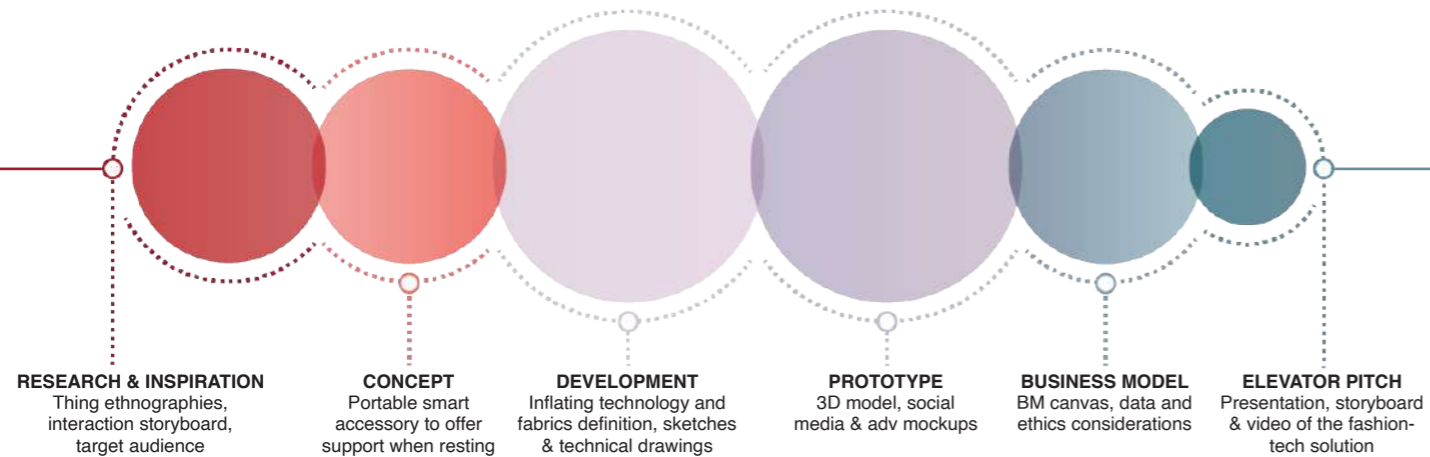 RESEARCH & INSPIRATION
Thing ethnographies,
interaction storyboard,
target audience
CONCEPT
Portable smart
accessory to offer
support when resting
DEVELOPMENT
Inflating technology and
fabrics definition, sketches
& technical drawings
PROTOTYPE
3D model, social
media & adv mockups
BUSINESS MODEL
BM canvas, data and
ethics considerations
ELEVATOR PITCH
Presentation, storyboard
& video of the fashion-
tech solution